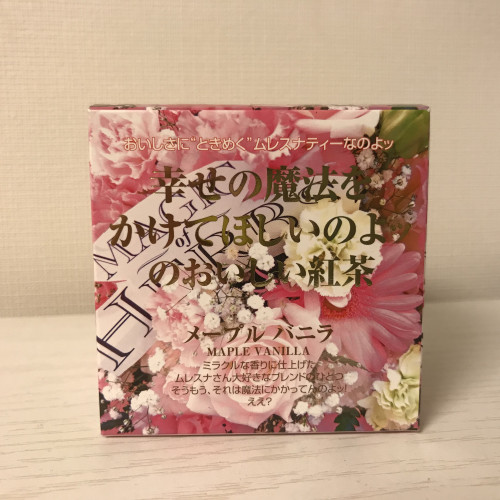 おいしさに"ときめく"ムレスナティーなのよッ
幸せの魔法を
かけてほしいのよッ
のおいしい紅茶
MAGIC
of
メープル バニラ
MAPLE VANILLA
ミラクルな香りに仕上げた
ムレスナさん大好きなブレンドのひとつ
そうもう、それは魔法にかかってんのよッ!
ええ?